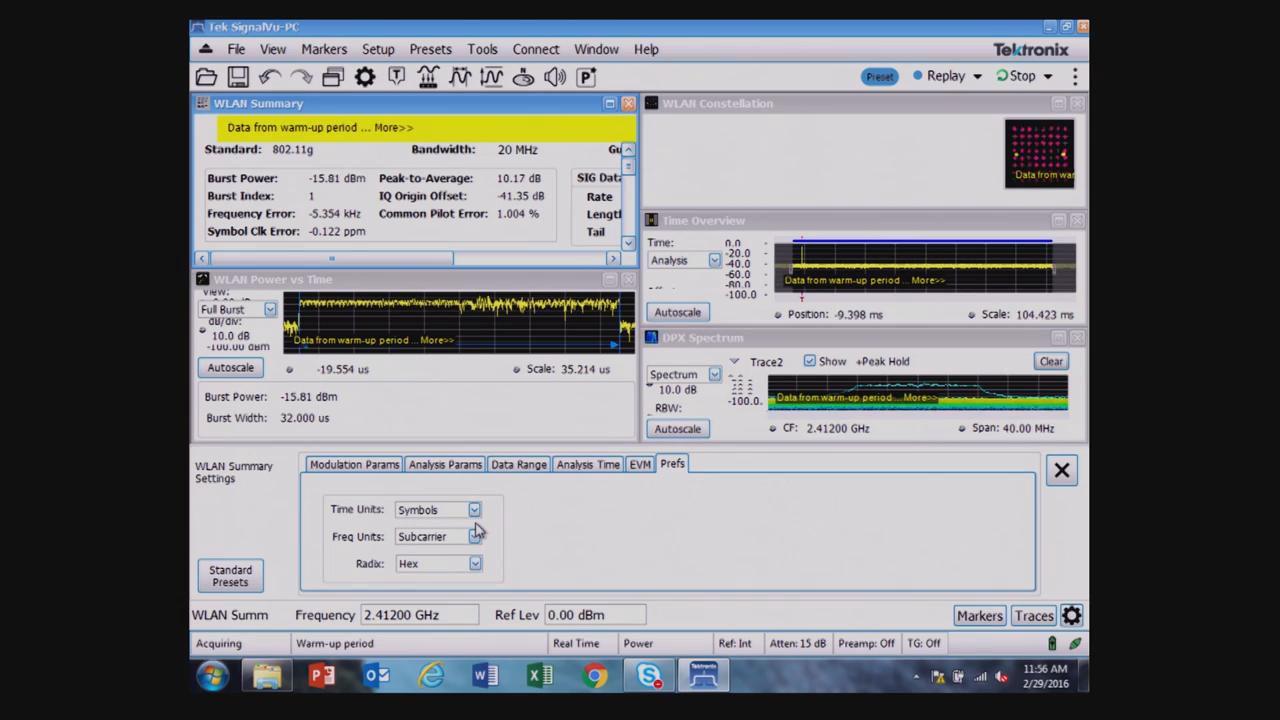 Tek SignalVu-PC
File View Markers Setup Presets Tools Connect Window Help
Tektronix
Preset Replay Stop
WLAN Summary
Data from warm-up period ... More>>
Standard: 802.11g Bandwidth: 20 MHz Gu
Burst Power: -15.81 dBm Peak-to-Average: 10.17 dB SIG Data
Burst Index: 1 IQ Origin Offset: -41.35 dB Rate
Frequency Error: -5.354 kHz Common Pilot Error: 1.004 % Length
Symbol Clk Error: -0.122 ppm Tail
WLAN Constellation
Data from war
Time Overview
Time: 0.0
Analysis
-20.0
-40.0
-60.0
-80.0
-100.0
Data from warm-up period ... More>>
Autoscale Position: -9.398 ms Scale: 104.423 ms
WLAN Power vs Time
View:
Full Burst
dB/div:
10.0 dB
-100.00 dBm
Data from warm-up period ... More>>
Autoscale -19.554 us Scale: 35.214 us
Burst Power: -15.81 dBm
Burst Width: 32.000 us
DPX Spectrum
Trace2 Show +Peak Hold Clear
Spectrum
10.0 dB
-100.0
RBW:
Data from warm-up period ... More>>
Autoscale CF: 2.41200 GHz Span: 40.00 MHz
WLAN Summary
Settings
Modulation Params Analysis Params Data Range Analysis Time EVM Prefs
Time Units: Symbols
Freq Units: Subcarrier
Radix: Hex
Standard
Presets
WLAN Summ Frequency 2.41200 GHz Ref Lev 0.00 dBm Markers Traces
Acquiring Warm-up period Real Time Power Ref: Int Atten: 15 dB Preamp: Off TG: Off
Tektronix
11:56 AM
2/29/2016